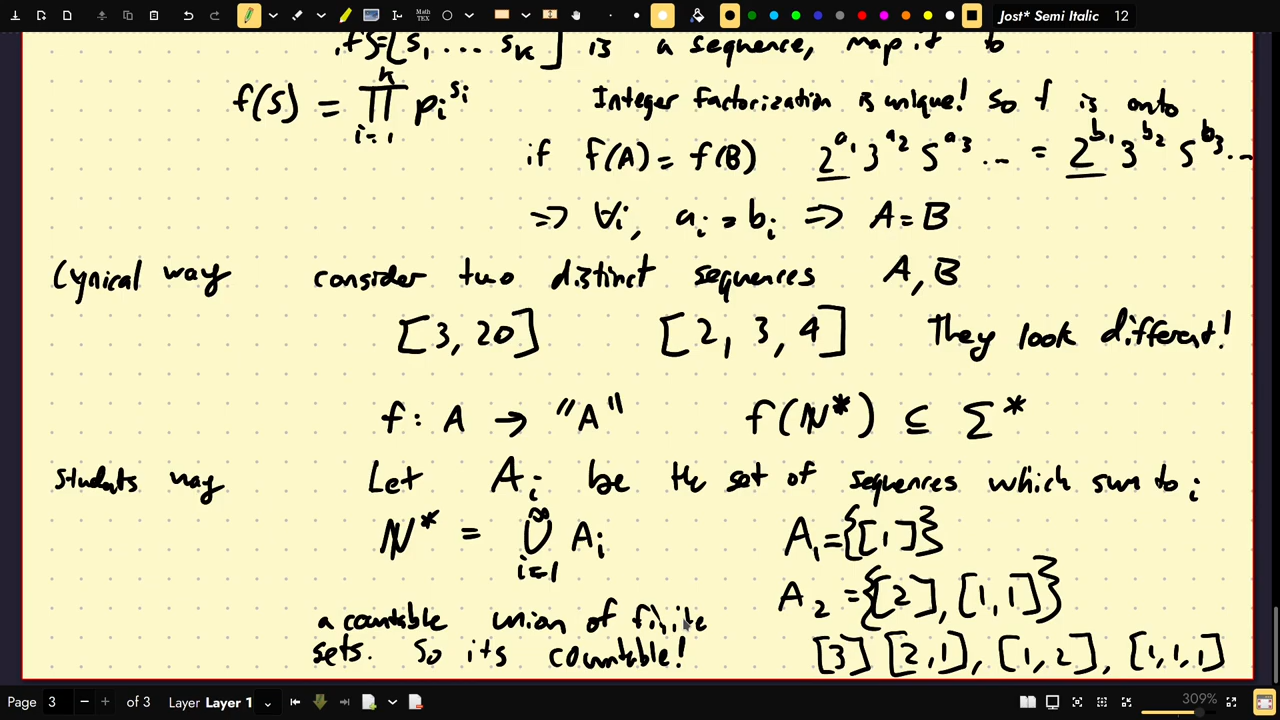 Jost* Semi Italic 12
if S = [s₁ ... sₖ] is a sequence, map it to
f(S) = ∏ᵢ₌₁ᵏ pᵢ^sᵢ Integer factorization is unique! So f is onto
if f(A) = f(B) 2^a₁ 3^a₂ 5^a₃ ... = 2^b₁ 3^b₂ 5^b₃ ...
=> ∀i, aᵢ = bᵢ => A = B
Cynical way consider two distinct sequences A, B
[3, 20] [2, 3, 4] They look different!
f: A → "A" f(ℕ*) ⊆ Σ*
Students way Let Aᵢ be the set of sequences which sum to i
ℕ* = ⋃ᵢ₌₁^∞ Aᵢ A₁ = {[1]}
A₂ = {[2], [1,1]}
a countable union of finite
sets. So its countable! [3] [2,1], [1,2], [1,1,1]
Page 3 of 3 Layer Layer 1 309%